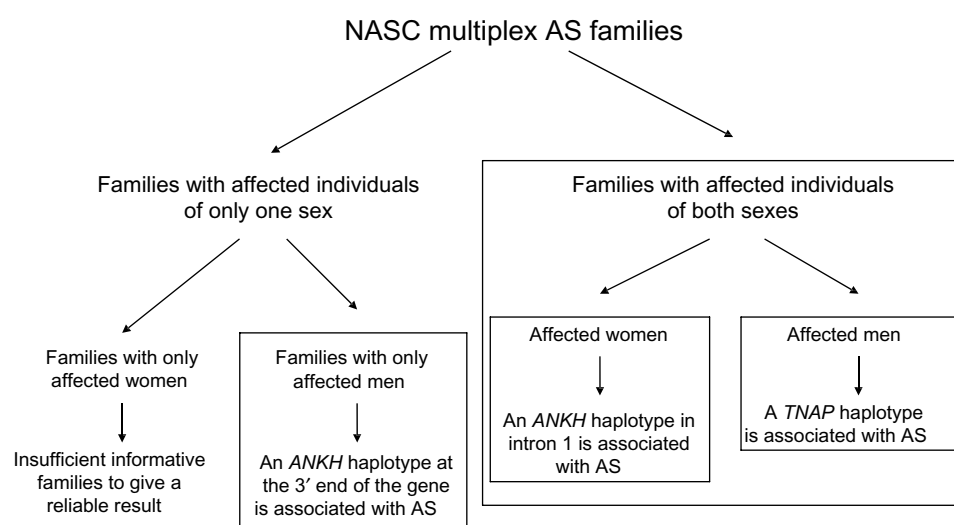 NASC multiplex AS families
Families with affected individuals
of only one sex
Families with affected individuals
of both sexes
Families with only
affected women
Families with only
affected men
Affected women
Affected men
Insufficient informative
families to give a
reliable result
An ANKH haplotype at
the 3′ end of the gene
is associated with AS
An ANKH haplotype in
intron 1 is associated
with AS
A TNAP haplotype
is associated with AS